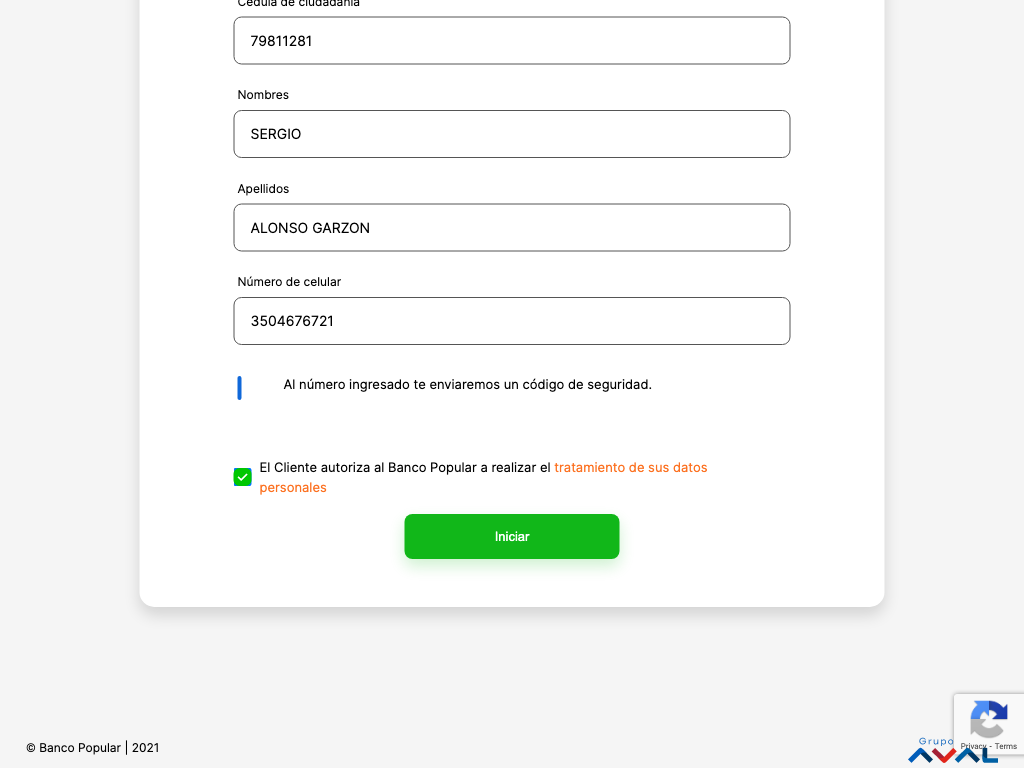 Cédula de ciudadanía
79811281
Nombres
SERGIO
Apellidos
ALONSO GARZON
Número de celular
3504676721
Al número ingresado te enviaremos un código de seguridad.
El Cliente autoriza al Banco Popular a realizar el tratamiento de sus datos
personales
Iniciar
© Banco Popular | 2021
Grupo
AVAL
Privacy - Terms